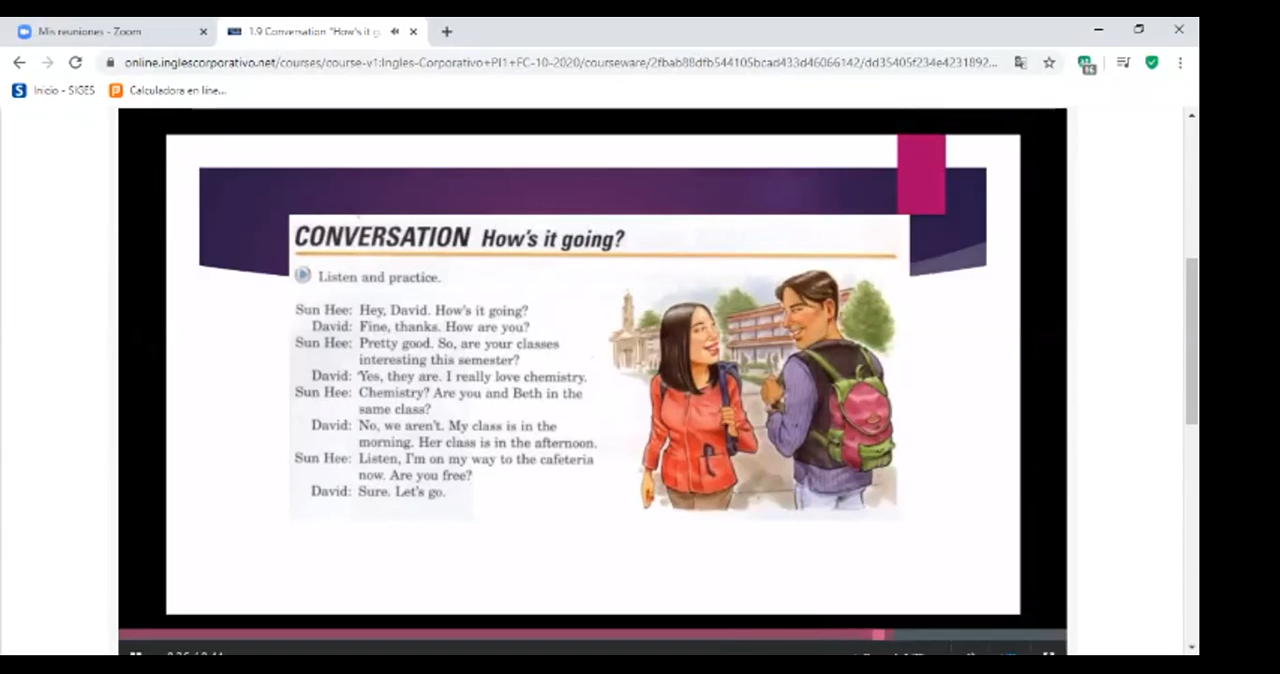 Mis reuniones - Zoom
1.9 Conversation "How's it g
online.inglescorporativo.net/courses/course-v1:Ingles-Corporativo+PI1+FC-10-2020/courseware/2fbab88dfb544105bcad433d46066142/dd35405f234e4231892...
Inicio - SIGES
Calculadora en líne...
CONVERSATION How's it going?
Listen and practice.
Sun Hee: Hey, David. How's it going?
David: Fine, thanks. How are you?
Sun Hee: Pretty good. So, are your classes
interesting this semester?
David: Yes, they are. I really love chemistry.
Sun Hee: Chemistry? Are you and Beth in the
same class?
David: No, we aren't. My class is in the
morning. Her class is in the afternoon.
Sun Hee: Listen, I'm on my way to the cafeteria
now. Are you free?
David: Sure. Let's go.